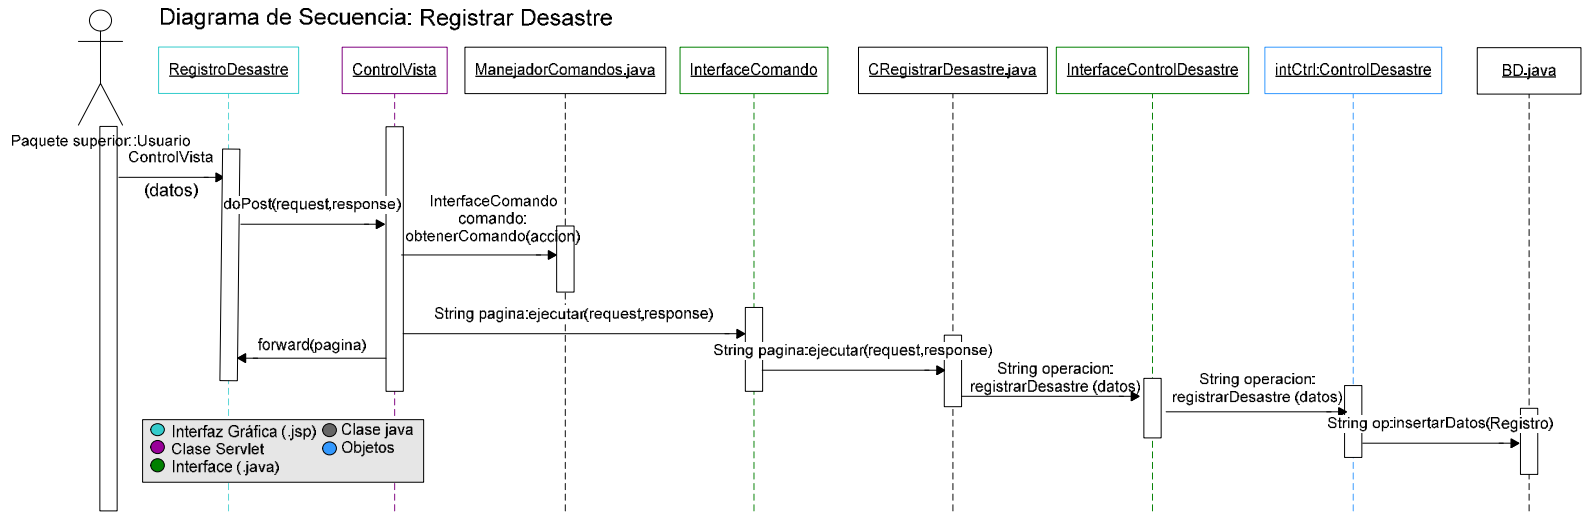 Diagrama de Secuencia: Registrar Desastre
RegistroDesastre
ControlVista
ManejadorComandos.java
InterfaceComando
CRegistrarDesastre.java
InterfaceControlDesastre
intCtrl:ControlDesastre
BD.java
Paquete superior::Usuario
ControlVista
(datos)
doPost(request,response)
InterfaceComando
comando:
obtenerComando(accion)
String pagina:ejecutar(request,response)
forward(pagina)
String pagina:ejecutar(request,response)
String operacion:
registrarDesastre (datos)
String operacion:
registrarDesastre (datos)
String op:insertarDatos(Registro)
Interfaz Gráfica (.jsp)
Clase Servlet
Interface (.java)
Clase java
Objetos